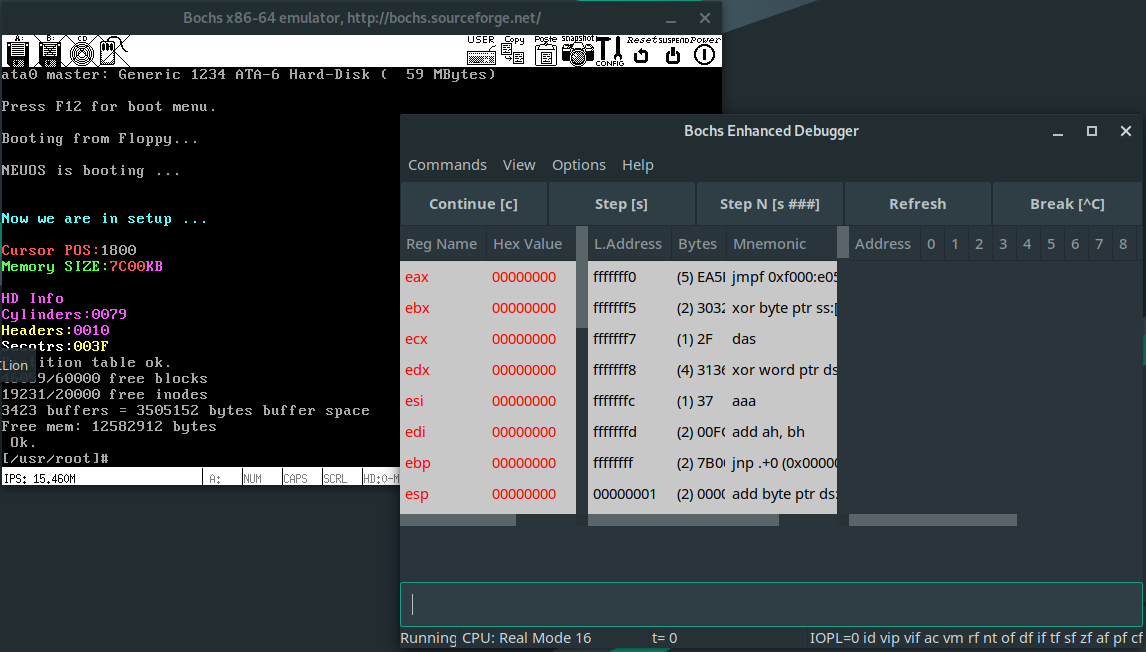 Bochs x86-64 emulator, http://bochs.sourceforge.net/
A: B: CD USER Copy Paste snapshot CONFIG Reset SUSPEND Power
ata0 master: Generic 1234 ATA-6 Hard-Disk (  59 MBytes)
Press F12 for boot menu.
Booting from Floppy...
NEUOS is booting ...
Now we are in setup ...
Cursor POS:1800
Memory SIZE:7C00KB
HD Info
Cylinders:0079
Headers:0010
Secotrs:003F
ition table ok.
/60000 free blocks
19231/20000 free inodes
3423 buffers = 3505152 bytes buffer space
Free mem: 12582912 bytes
Ok.
[/usr/root]#
Lion
IPS: 15.460M A: NUM CAPS SCRL HD:0-M
Bochs Enhanced Debugger
Commands View Options Help
Continue [c] Step [s] Step N [s ###] Refresh Break [^C]
Reg Name Hex Value L.Address Bytes Mnemonic Address 0 1 2 3 4 5 6 7 8
eax 00000000 fffffff0 (5) EA5 jmpf 0xf000:e05
ebx 00000000 fffffff5 (2) 3032 xor byte ptr ss:[
ecx 00000000 fffffff7 (1) 2F das
edx 00000000 fffffff8 (4) 3136 xor word ptr ds
esi 00000000 fffffffc (1) 37 aaa
edi 00000000 fffffffd (2) 00FC add ah, bh
ebp 00000000 ffffffff (2) 7B00 jnp .+0 (0x00000
esp 00000000 00000001 (2) 0000 add byte ptr ds:
Running CPU: Real Mode 16 t= 0 IOPL=0 id vip vif ac vm rf nt of df if tf sf zf af pf cf